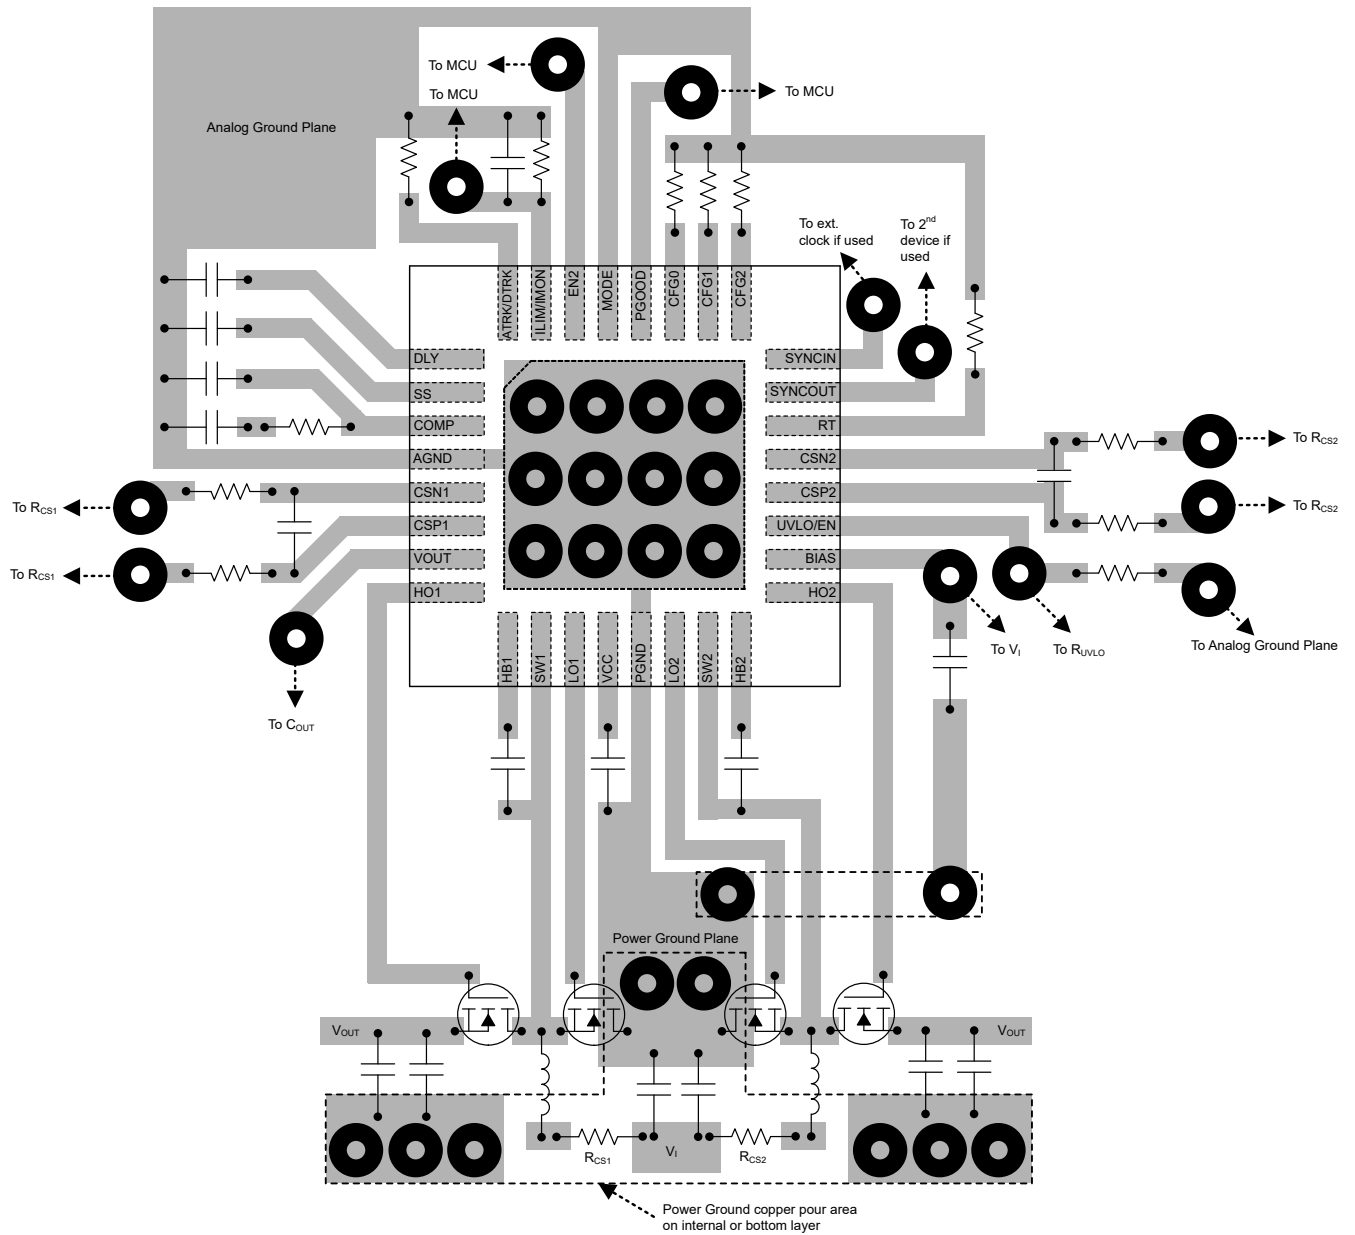 To MCU
To MCU
To MCU
Analog Ground Plane
To ext.
clock if used
To 2nd
device if
used
ATRK/DTRK
ILIM/IMON
EN2
MODE
PGOOD
CFG0
CFG1
CFG2
DLY
SS
COMP
AGND
CSN1
CSP1
VOUT
HO1
SYNCIN
SYNCOUT
RT
CSN2
CSP2
UVLO/EN
BIAS
HO2
HB1
SW1
LO1
VCC
PGND
LO2
SW2
HB2
To RCS1
To RCS1
To COUT
To RCS2
To RCS2
To VI
To RUVLO
To Analog Ground Plane
Power Ground Plane
VOUT
VOUT
RCS1
VI
RCS2
Power Ground copper pour area
on internal or bottom layer